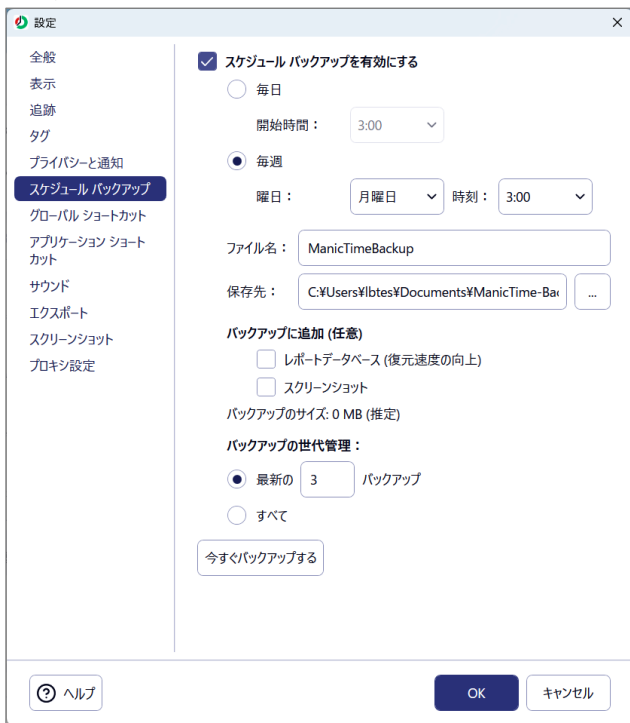 設定
全般
表示
追跡
タグ
プライバシーと通知
スケジュール バックアップ
グローバル ショートカット
アプリケーション ショート
カット
サウンド
エクスポート
スクリーンショット
プロキシ設定
スケジュール バックアップを有効にする
毎日
開始時間： 3:00
毎週
曜日： 月曜日 時刻： 3:00
ファイル名： ManicTimeBackup
保存先： C:¥Users¥lbtes¥Documents¥ManicTime-Bac ...
バックアップに追加 (任意)
レポートデータベース (復元速度の向上)
スクリーンショット
バックアップのサイズ: 0 MB (推定)
バックアップの世代管理：
最新の 3 バックアップ
すべて
今すぐバックアップする
ヘルプ OK キャンセル